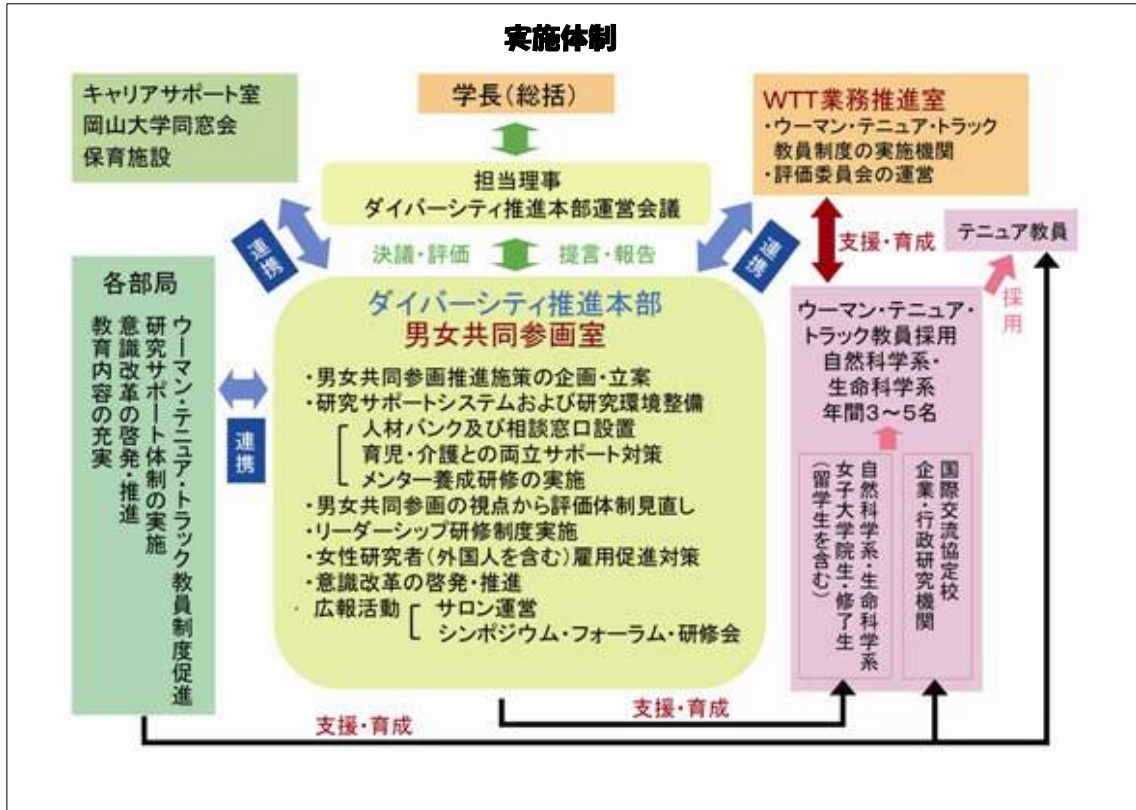 実施体制
キャリアサポート室
岡山大学同窓会
保育施設
学長(総括)
WTT業務推進室
・ウーマン・テニュア・トラック
教員制度の実施機関
・評価委員会の運営
担当理事
ダイバーシティ推進本部運営会議
連携
決議・評価
提言・報告
連携
支援・育成
テニュア教員
採用
各部局
ウーマン・テニュア・トラック教員制度促進
研究サポート体制の実施
意識改革の啓発・推進
教育内容の充実
連携
ダイバーシティ推進本部
男女共同参画室
・男女共同参画推進施策の企画・立案
・研究サポートシステムおよび研究環境整備
人材バンク及び相談窓口設置
育児・介護との両立サポート対策
メンター養成研修の実施
・男女共同参画の視点から評価体制見直し
・リーダーシップ研修制度実施
・女性研究者(外国人を含む)雇用促進対策
・意識改革の啓発・推進
・広報活動
サロン運営
シンポジウム・フォーラム・研修会
ウーマン・テニュア・
トラック教員採用
自然科学系・
生命科学系
年間3〜5名
自然科学系・生命科学系
女子大学院生・修了生
(留学生を含む)
国際交流協定校
企業・行政研究機関
支援・育成
支援・育成